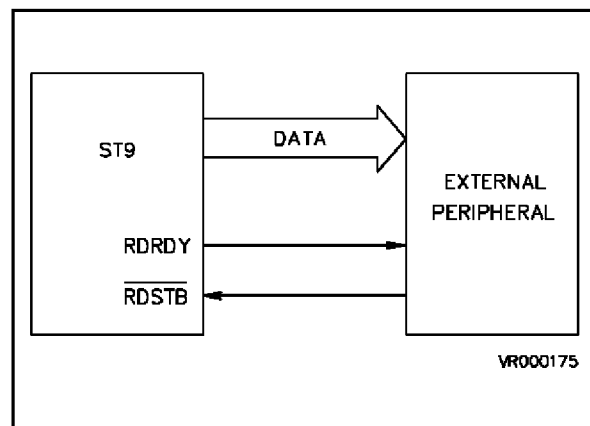 ST9
DATA
EXTERNAL
PERIPHERAL
RDRDY
RDSTB
VR000175